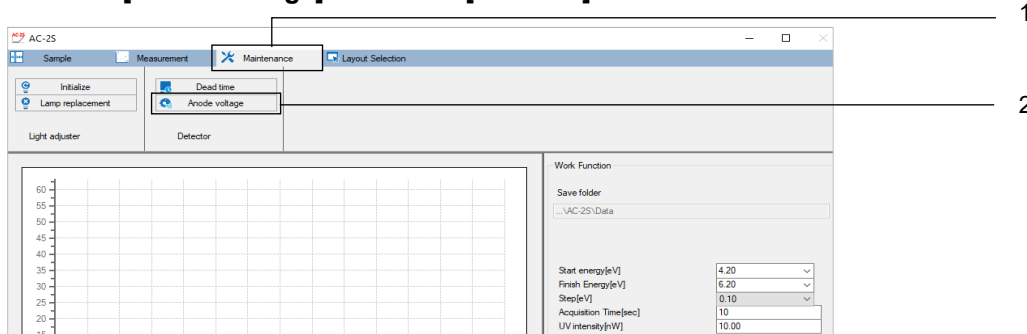 1
AC-2S
Sample Measurement Maintenance Layout Selection
Initialize
Lamp replacement
Light adjuster
Dead time
Anode voltage
Detector
2
Work Function
Save folder
...\AC-2S\Data
60
55
50
45
40
35
30
25
20
15
Start energy[eV] 4.20
Finish Energy[eV] 6.20
Step[eV] 0.10
Acquisition Time[sec] 10
UV intensity[nW] 10.00